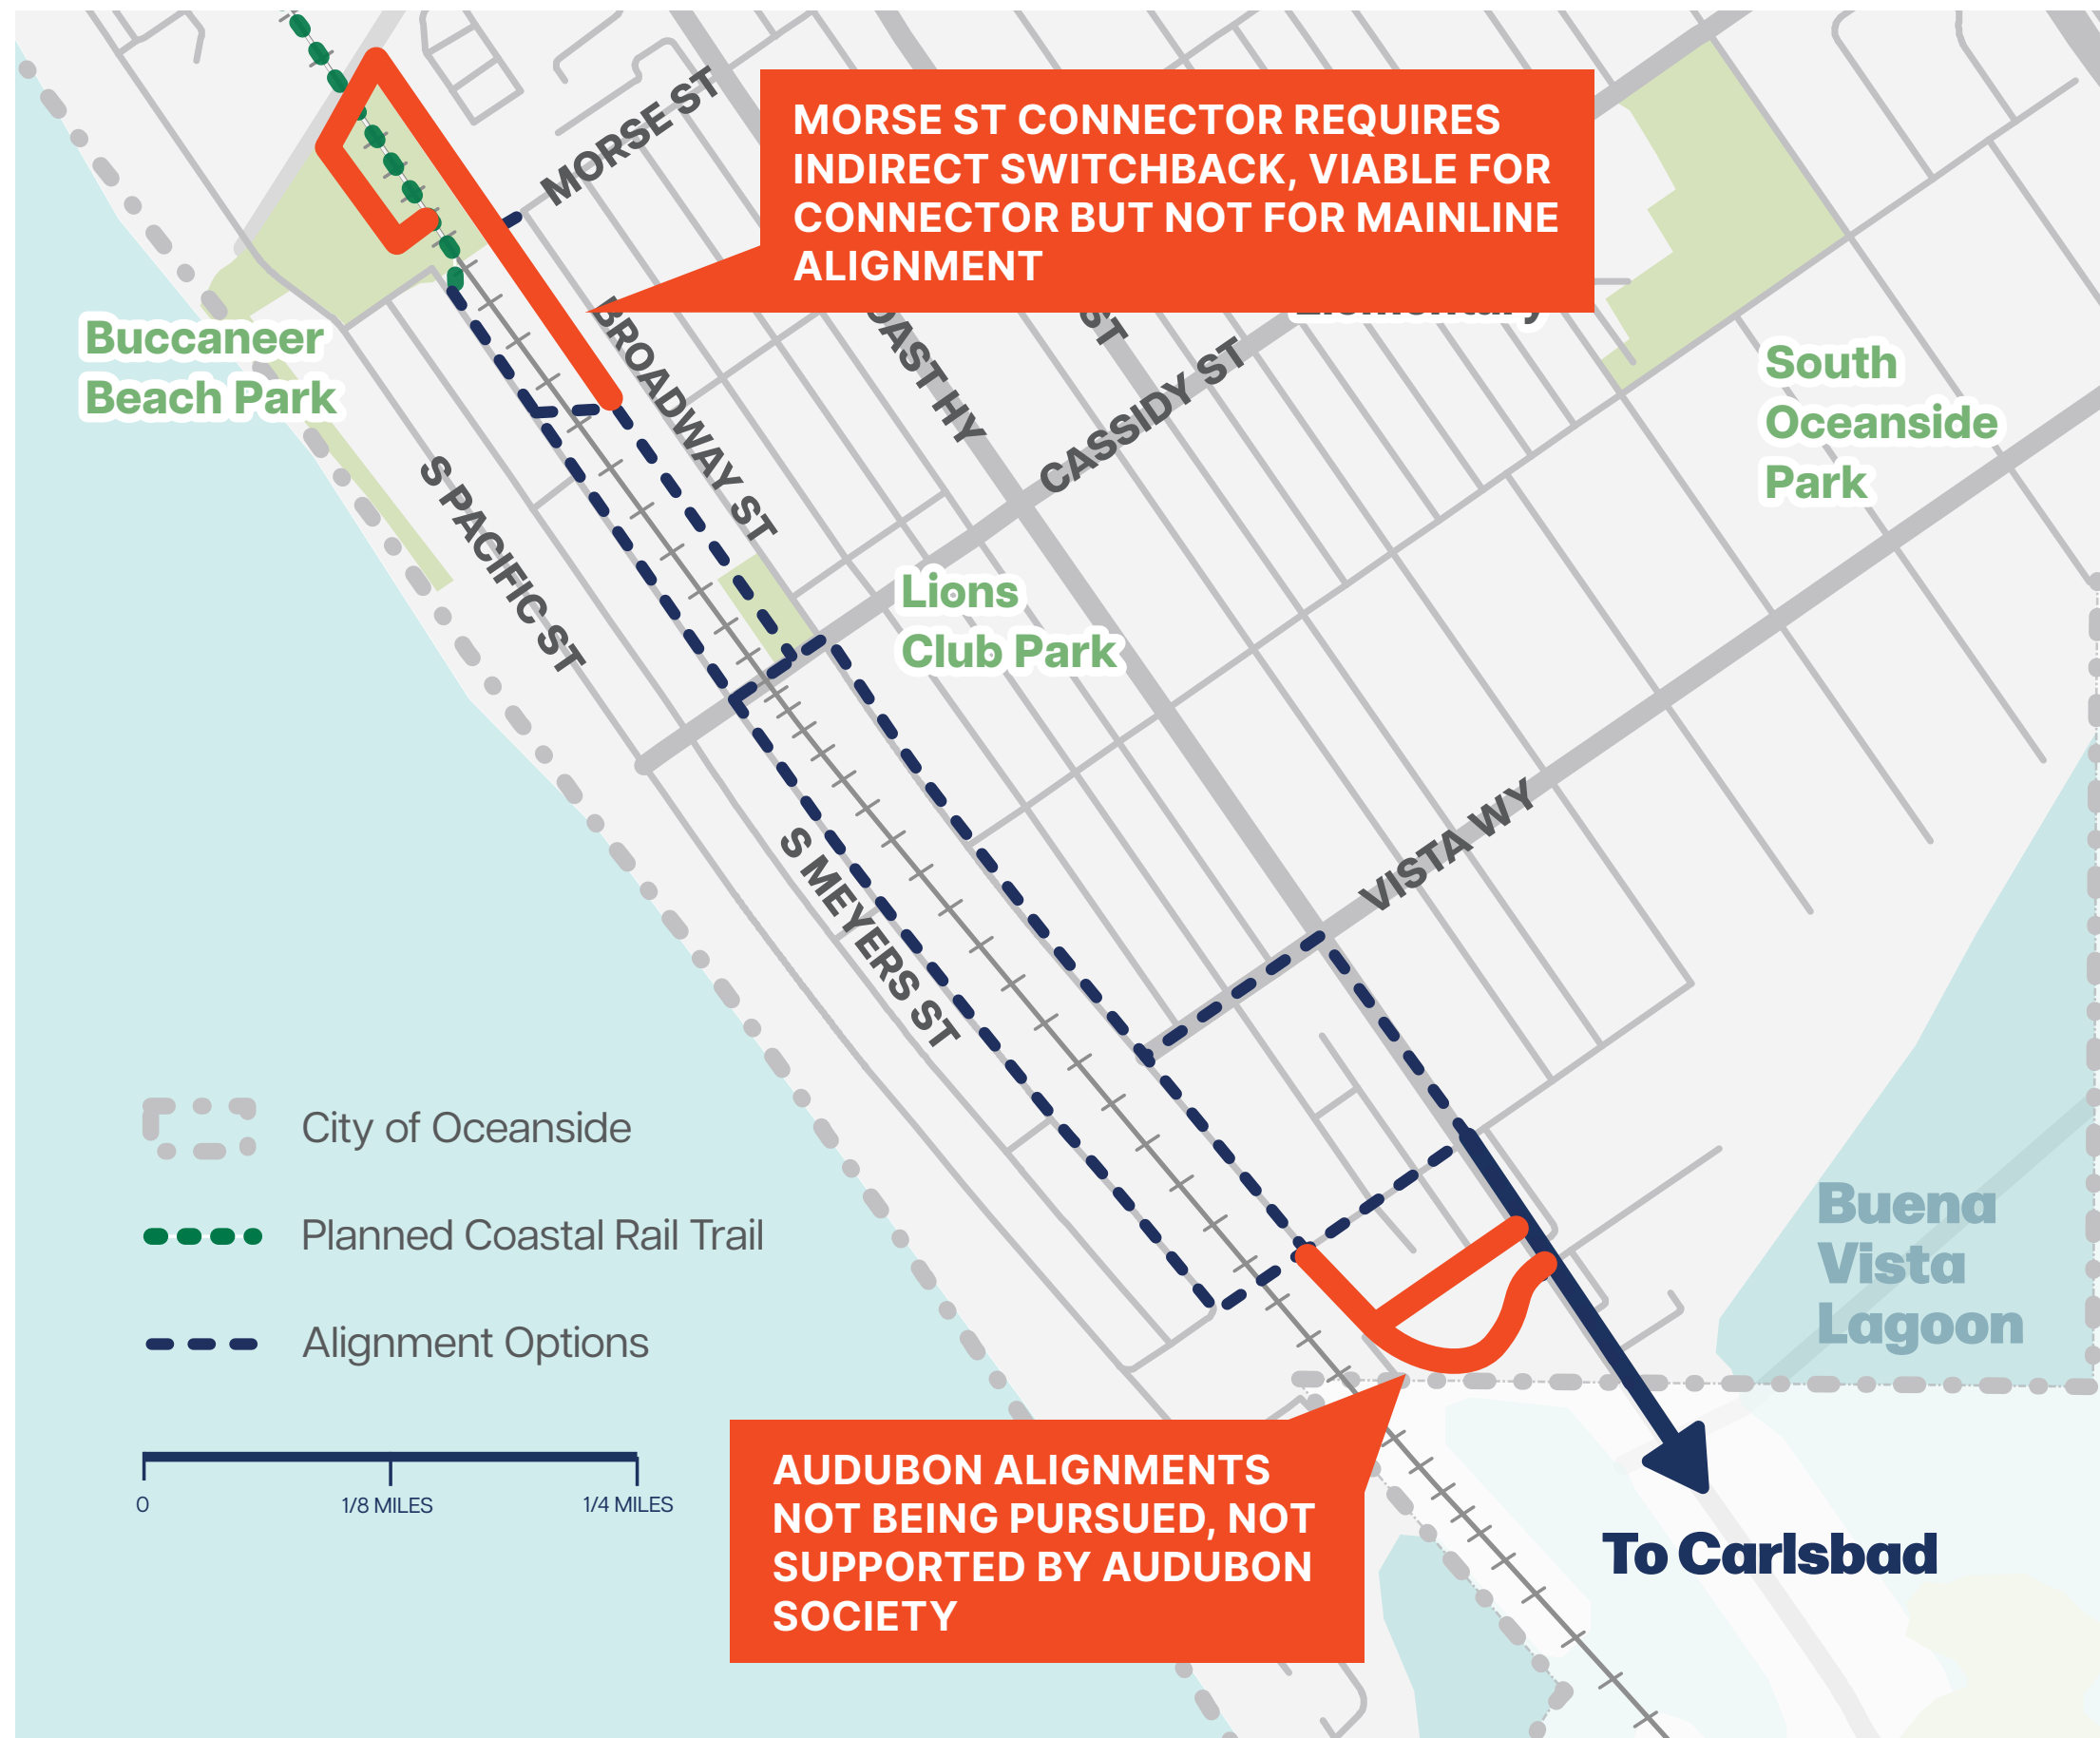 MORSE ST
MORSE ST CONNECTOR REQUIRES
INDIRECT SWITCHBACK, VIABLE FOR
CONNECTOR BUT NOT FOR MAINLINE
ALIGNMENT
Buccaneer
Beach Park
BROADWAY ST
OAST HY
ST
CASSIDY ST
South
Oceanside
Park
S PACIFIC ST
Lions
Club Park
S MEYERS ST
VISTA WY
City of Oceanside
Planned Coastal Rail Trail
Alignment Options
0
1/8 MILES
1/4 MILES
Buena
Vista
Lagoon
AUDUBON ALIGNMENTS
NOT BEING PURSUED, NOT
SUPPORTED BY AUDUBON
SOCIETY
To Carlsbad